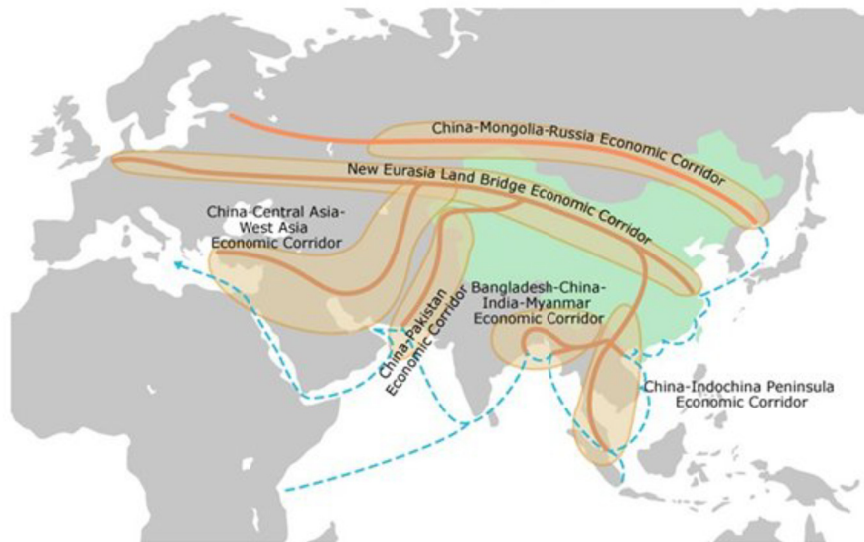 China-Mongolia-Russia Economic Corridor
New Eurasia Land Bridge Economic Corridor
China-Central Asia-
West Asia
Economic Corridor
China-Pakistan
Economic Corridor
Bangladesh-China-
India-Myanmar
Economic Corridor
China-Indochina Peninsula
Economic Corridor